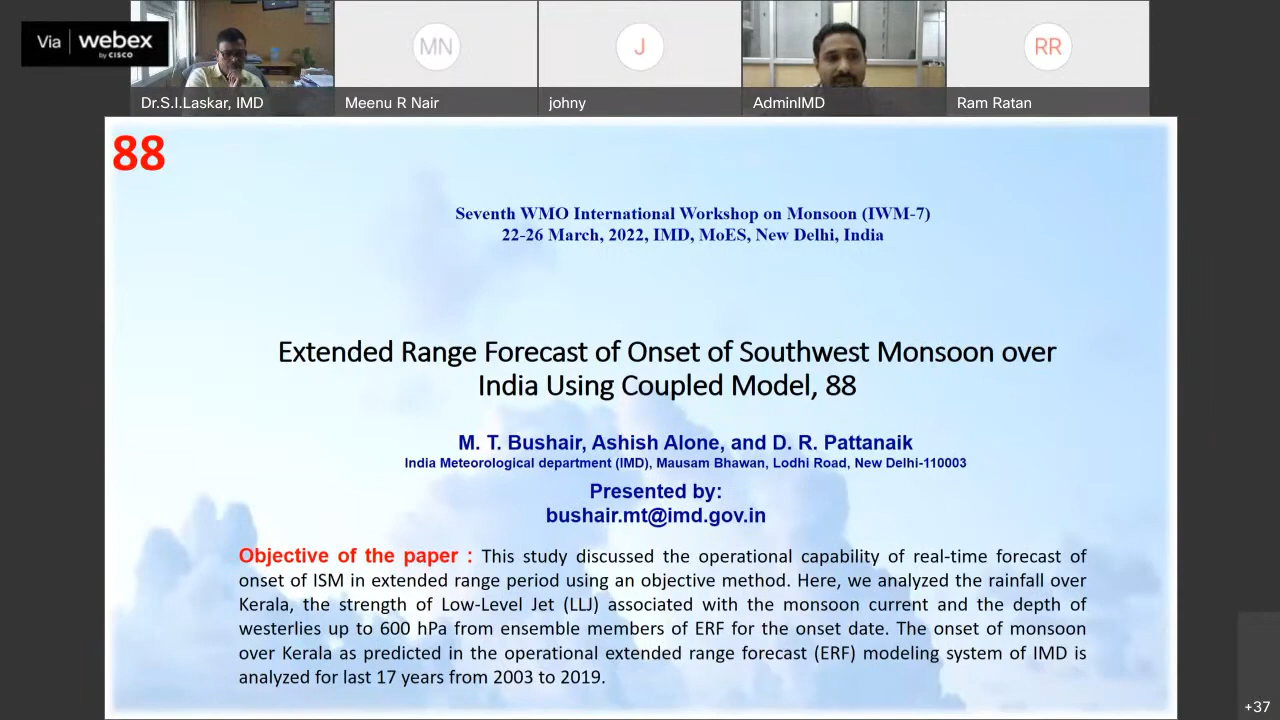 Via webex
by CISCO
MN
J
RR
Dr.S.I.Laskar, IMD
Meenu R Nair
johny
AdminIMD
Ram Ratan
88
Seventh WMO International Workshop on Monsoon (IWM-7)
22-26 March, 2022, IMD, MoES, New Delhi, India
Extended Range Forecast of Onset of Southwest Monsoon over
India Using Coupled Model, 88
M. T. Bushair, Ashish Alone, and D. R. Pattanaik
India Meteorological department (IMD), Mausam Bhawan, Lodhi Road, New Delhi-110003
Presented by:
bushair.mt@imd.gov.in
Objective of the paper : This study discussed the operational capability of real-time forecast of
onset of ISM in extended range period using an objective method. Here, we analyzed the rainfall over
Kerala, the strength of Low-Level Jet (LLJ) associated with the monsoon current and the depth of
westerlies up to 600 hPa from ensemble members of ERF for the onset date. The onset of monsoon
over Kerala as predicted in the operational extended range forecast (ERF) modeling system of IMD is
analyzed for last 17 years from 2003 to 2019.
+37